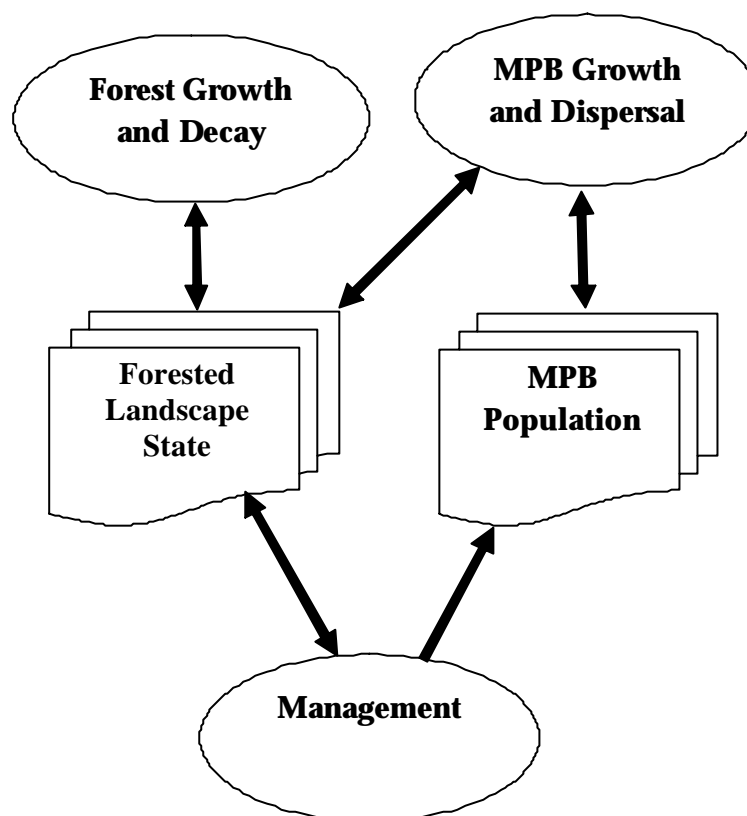 Forest Growth
and Decay
MPB Growth
and Dispersal
Forested
Landscape
State
MPB
Population
Management